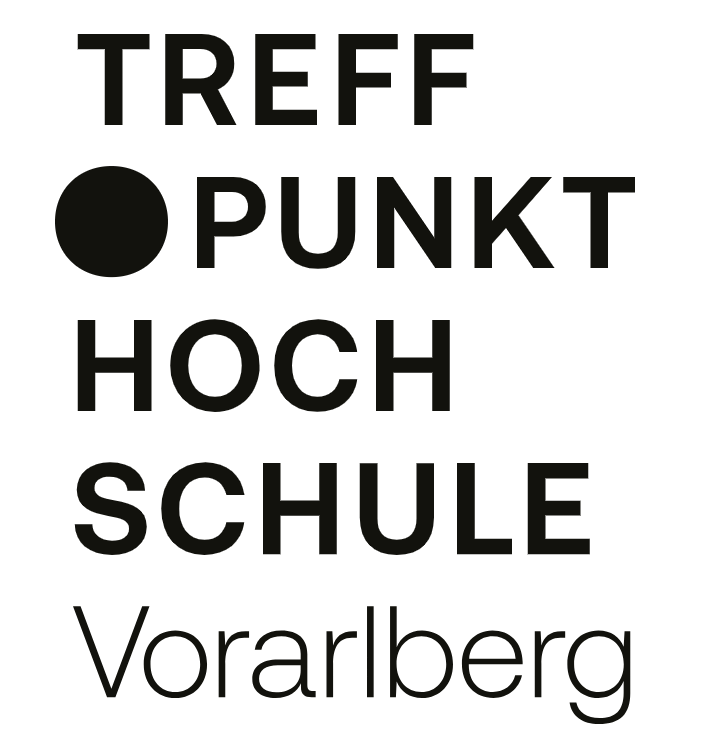 TREFF
PUNKT
HOCH
SCHULE
Vorarlberg